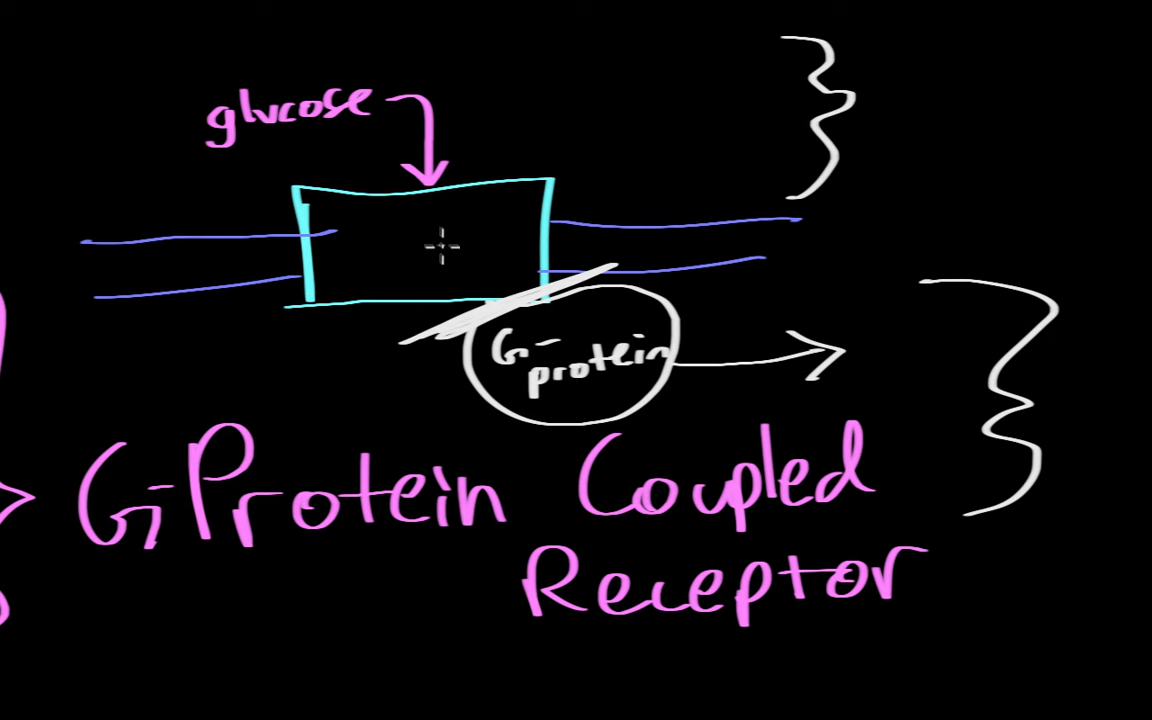 glucose
G-
protein
G Protein Coupled
Receptor